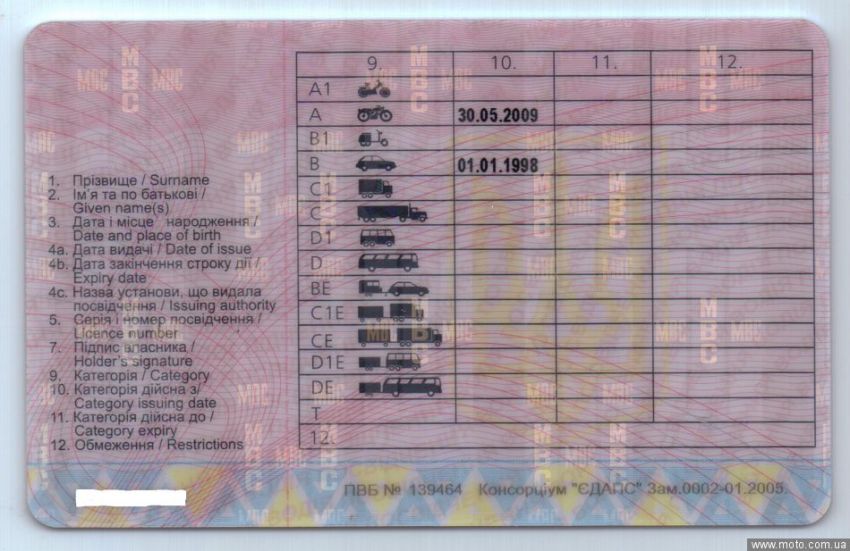 9. 10. 11. 12.
A1
A 30.05.2009
B1
B 01.01.1998
C1
C
D1
D
BE
C1E
CE
D1E
DE
T
12.
1. Прізвище / Surname
2. Ім'я та по батькові /
Given name(s)
3. Дата і місце народження /
Date and place of birth
4a. Дата видачі / Date of issue
4b. Дата закінчення строку дії /
Expiry date
4c. Назва установи, що видала
посвідчення / Issuing authority
5. Серія і номер посвідчення /
Licence number
7. Підпис власника /
Holder's signature
9. Категорія / Category
10. Категорія дійсна з/
Category issuing date
11. Категорія дійсна до /
Category expiry
12. Обмеження / Restrictions
ПВБ № 139464 Консорціум "ЄДАПС" Зам.0002-01.2005.
МВС
www.moto.com.ua